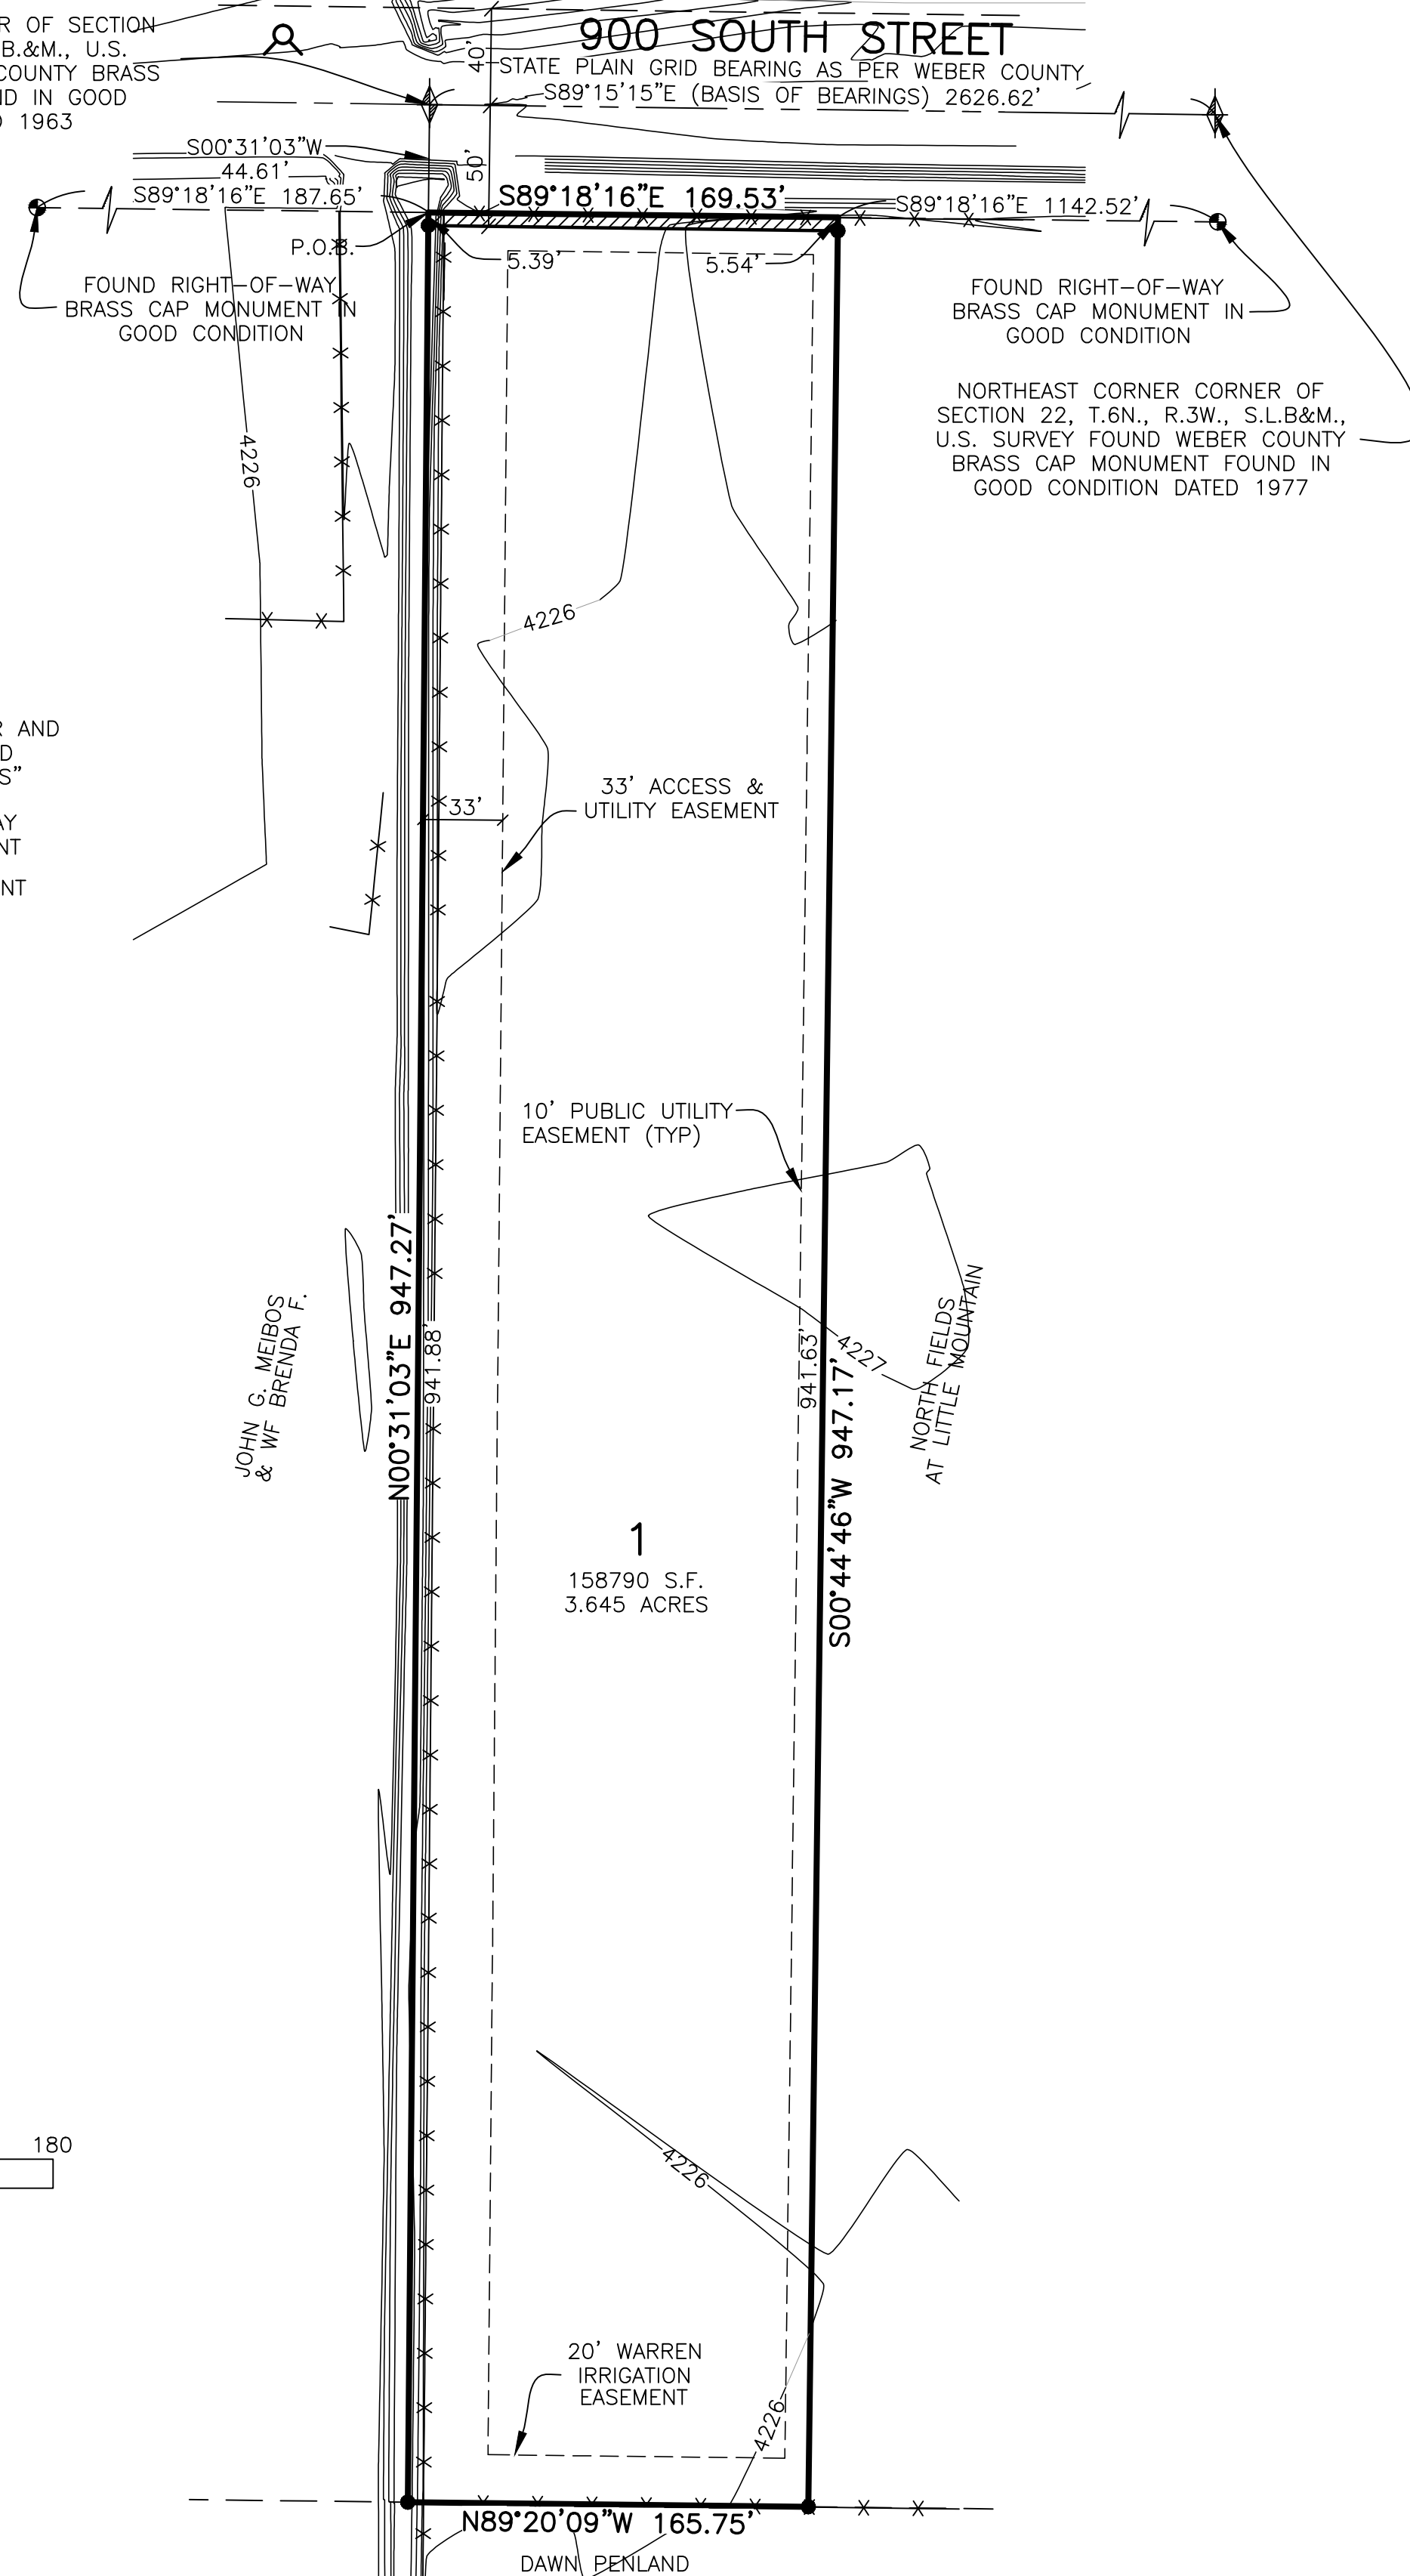 R OF SECTION
B.&M., U.S.
COUNTY BRASS
ND IN GOOD
1963
900 SOUTH STREET
STATE PLAIN GRID BEARING AS PER WEBER COUNTY
S89°15'15"E (BASIS OF BEARINGS) 2626.62'
40'
50'
S00°31'03"W
44.61'
S89°18'16"E 187.65'
S89°18'16"E 169.53'
S89°18'16"E 1142.52'
P.O.B.
5.39'
5.54'
FOUND RIGHT-OF-WAY
BRASS CAP MONUMENT IN
GOOD CONDITION
FOUND RIGHT-OF-WAY
BRASS CAP MONUMENT IN
GOOD CONDITION
NORTHEAST CORNER CORNER OF
SECTION 22, T.6N., R.3W., S.L.B&M.,
U.S. SURVEY FOUND WEBER COUNTY
BRASS CAP MONUMENT FOUND IN
GOOD CONDITION DATED 1977
4226
4226
R AND
D
S"
AY
NT
NT
33' ACCESS &
UTILITY EASEMENT
33'
10' PUBLIC UTILITY
EASEMENT (TYP)
N00°31'03"E 947.27'
941.88'
941.63'
S00°44'46"W 947.17'
4227
JOHN G. MEIBOS
& WF BRENDA F.
NORTH FIELDS
AT LITTLE MOUNTAIN
1
158790 S.F.
3.645 ACRES
180
4226
20' WARREN
IRRIGATION
EASEMENT
4226
N89°20'09"W 165.75'
DAWN PENLAND